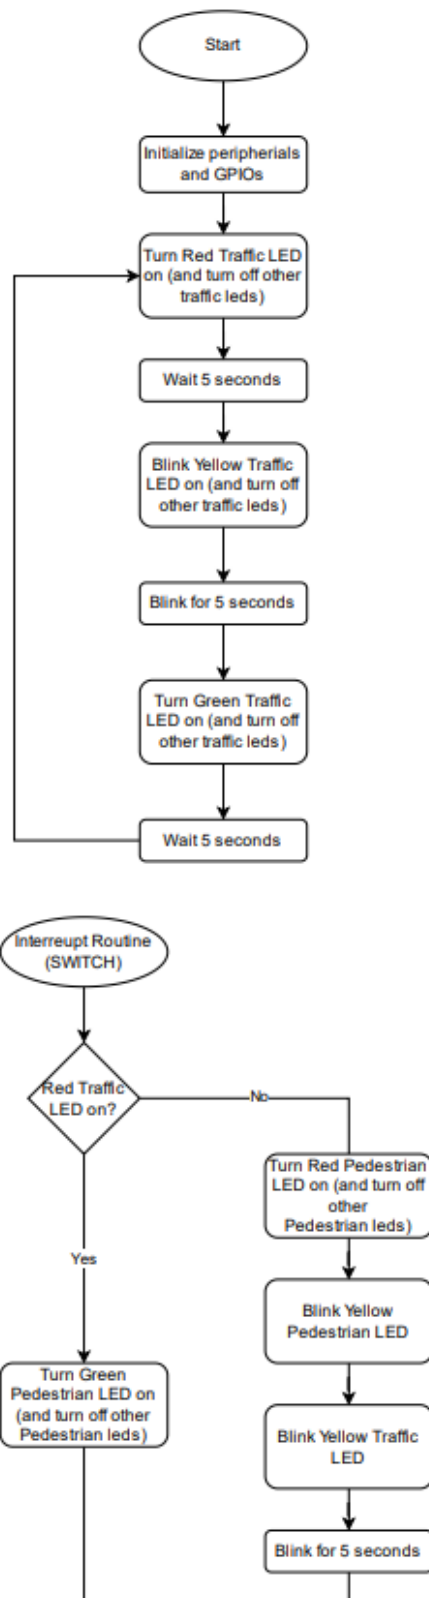 Start
Initialize peripherials
and GPIOs
Turn Red Traffic LED
on (and turn off other
traffic leds)
Wait 5 seconds
Blink Yellow Traffic
LED on (and turn off
other traffic leds)
Blink for 5 seconds
Turn Green Traffic
LED on (and turn off
other traffic leds)
Wait 5 seconds
Interreupt Routine
(SWITCH)
Red Traffic
LED on?
No
Turn Red Pedestrian
LED on (and turn off
other
Pedestrian leds)
Blink Yellow
Pedestrian LED
Yes
Turn Green
Pedestrian LED on
(and turn off other
Pedestrian leds)
Blink Yellow Traffic
LED
Blink for 5 seconds